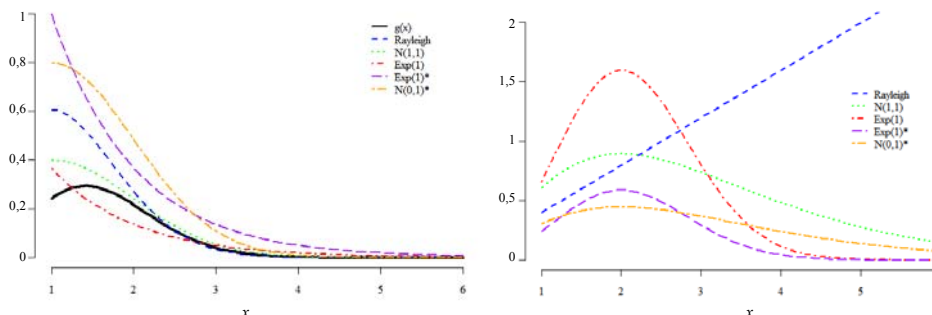 1
0,8
0,6
0,4
0,2
0
1 2 3 4 5 6
x
g(x)
Rayleigh
N(1,1)
Exp(1)
Exp(1)*
N(0,1)*
2
1,5
1
0,5
0
1 2 3 4 5
x
Rayleigh
N(1,1)
Exp(1)
Exp(1)*
N(0,1)*